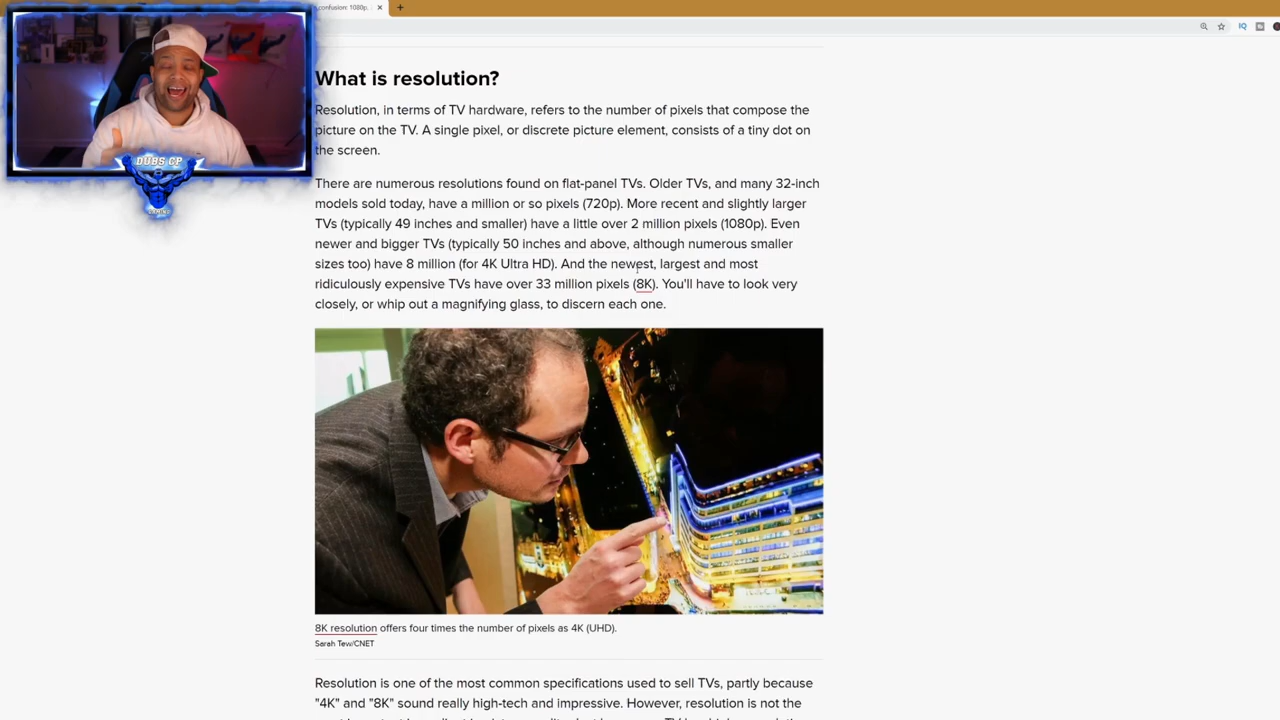 confusion: 1080p,
DUBS CP
What is resolution?
Resolution, in terms of TV hardware, refers to the number of pixels that compose the
picture on the TV. A single pixel, or discrete picture element, consists of a tiny dot on
the screen.
There are numerous resolutions found on flat-panel TVs. Older TVs, and many 32-inch
models sold today, have a million or so pixels (720p). More recent and slightly larger
TVs (typically 49 inches and smaller) have a little over 2 million pixels (1080p). Even
newer and bigger TVs (typically 50 inches and above, although numerous smaller
sizes too) have 8 million (for 4K Ultra HD). And the newest, largest and most
ridiculously expensive TVs have over 33 million pixels (8K). You'll have to look very
closely, or whip out a magnifying glass, to discern each one.
8K resolution offers four times the number of pixels as 4K (UHD).
Sarah Tew/CNET
Resolution is one of the most common specifications used to sell TVs, partly because
"4K" and "8K" sound really high-tech and impressive. However, resolution is not the